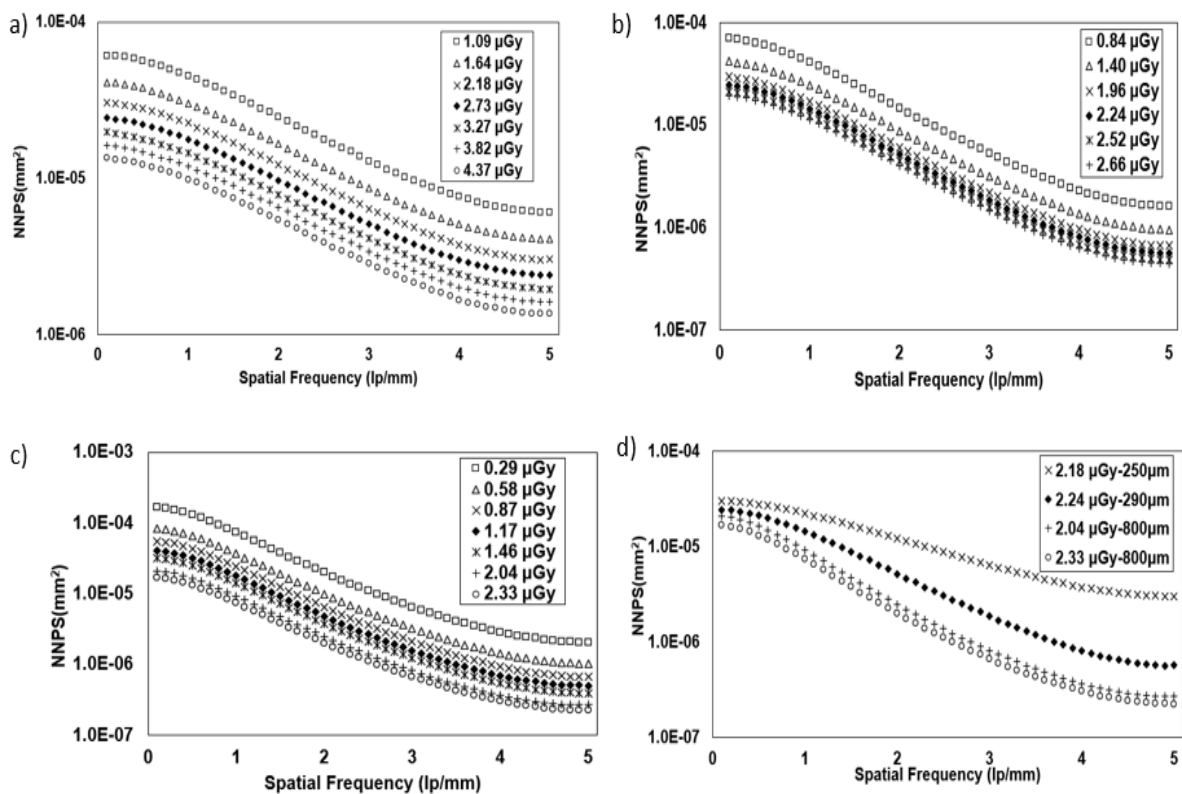 a)
1.0E-04
1.0E-05
1.0E-06
NNPS(mm²)
□ 1.09 µGy
△ 1.64 µGy
× 2.18 µGy
◆ 2.73 µGy
ж 3.27 µGy
+ 3.82 µGy
○ 4.37 µGy
0 1 2 3 4 5
Spatial Frequency (lp/mm)
b)
1.0E-04
1.0E-05
1.0E-06
1.0E-07
NNPS(mm²)
□ 0.84 µGy
△ 1.40 µGy
× 1.96 µGy
◆ 2.24 µGy
ж 2.52 µGy
+ 2.66 µGy
0 1 2 3 4 5
Spatial Frequency (lp/mm)
c)
1.0E-03
1.0E-04
1.0E-05
1.0E-06
1.0E-07
NNPS(mm²)
□ 0.29 µGy
△ 0.58 µGy
× 0.87 µGy
◆ 1.17 µGy
ж 1.46 µGy
+ 2.04 µGy
○ 2.33 µGy
0 1 2 3 4 5
Spatial Frequency (lp/mm)
d)
1.0E-04
1.0E-05
1.0E-06
1.0E-07
NNPS(mm²)
× 2.18 µGy-250µm
◆ 2.24 µGy-290µm
+ 2.04 µGy-800µm
○ 2.33 µGy-800µm
0 1 2 3 4 5
Spatial Frequency (lp/mm)